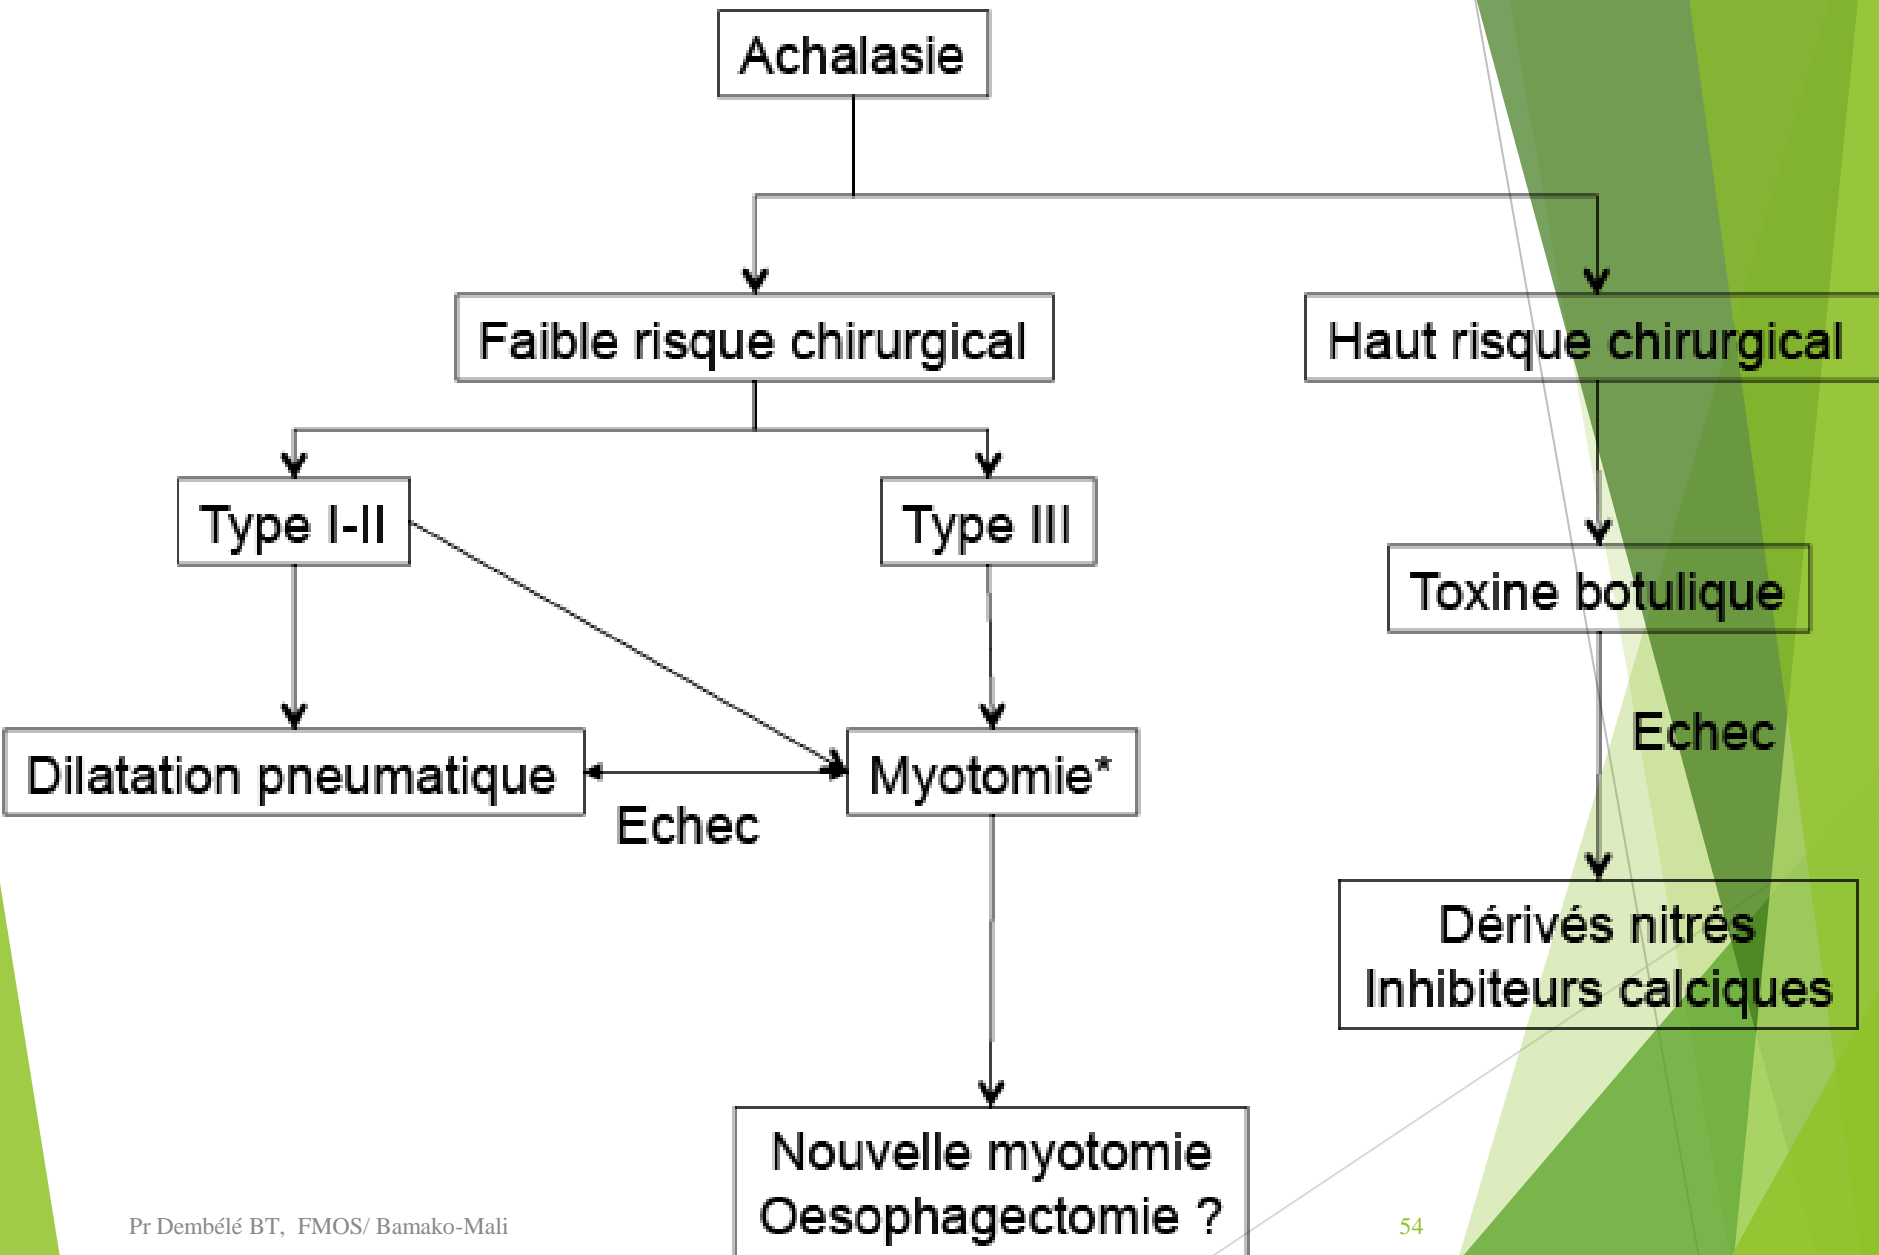 Achalasie
Faible risque chirurgical
Haut risque chirurgical
Type I-II
Type III
Toxine botulique
Echec
Dilatation pneumatique
Myotomie*
Echec
Dérivés nitrés
Inhibiteurs calciques
Nouvelle myotomie
Oesophagectomie ?
Pr Dembélé BT, FMOS/ Bamako-Mali
54